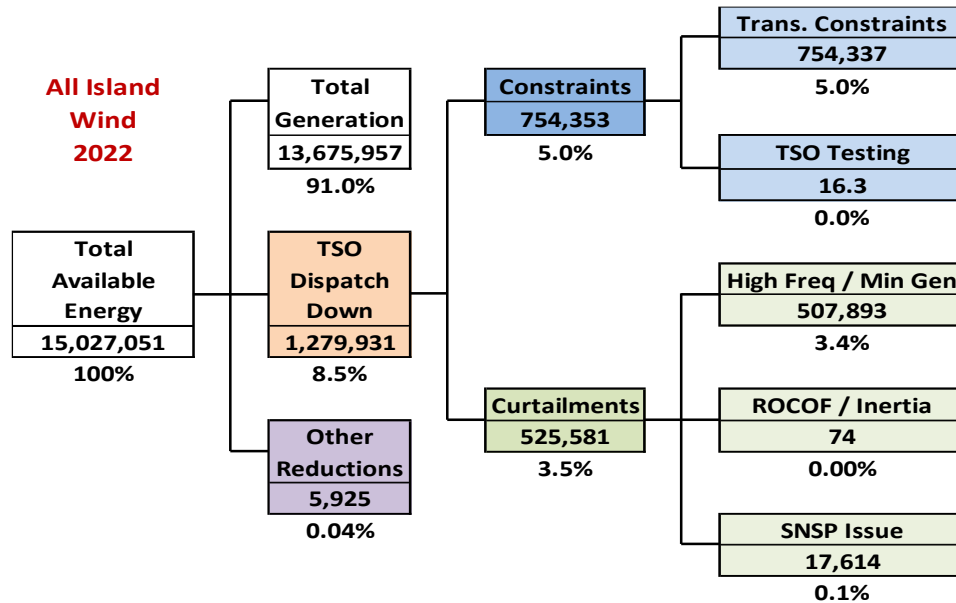 All Island
Wind
2022
Total
Available
Energy
15,027,051
100%
Total
Generation
13,675,957
91.0%
TSO
Dispatch
Down
1,279,931
8.5%
Other
Reductions
5,925
0.04%
Constraints
754,353
5.0%
Curtailments
525,581
3.5%
Trans. Constraints
754,337
5.0%
TSO Testing
16.3
0.0%
High Freq / Min Gen
507,893
3.4%
ROCOF / Inertia
74
0.00%
SNSP Issue
17,614
0.1%